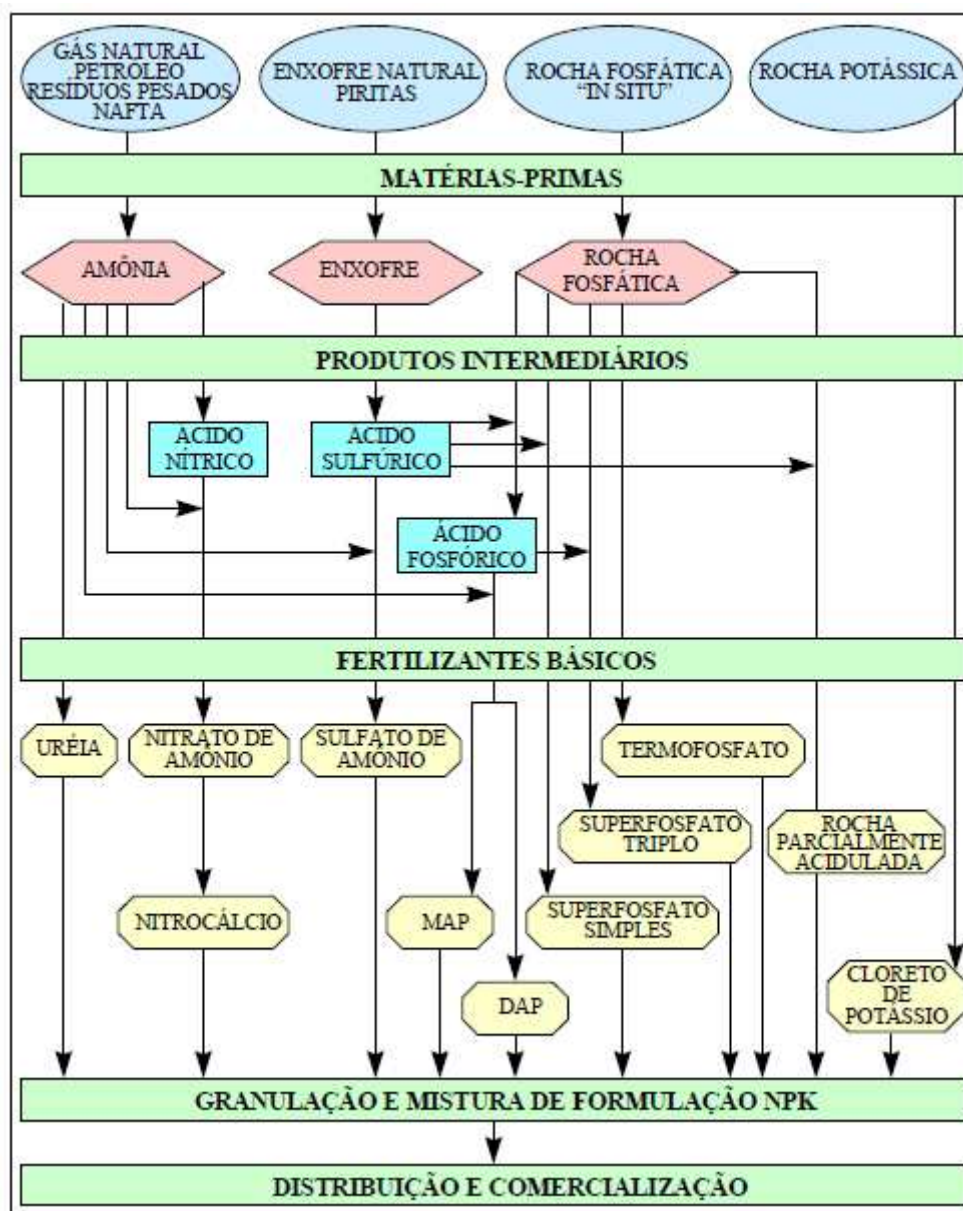 GÁS NATURAL
PETRÓLEO
RESÍDUOS PESADOS
NAFTA
ENXOFRE NATURAL
PIRITAS
ROCHA FOSFÁTICA
“IN SITU”
ROCHA POTÁSSICA
MATÉRIAS-PRIMAS
AMÔNIA
ENXOFRE
ROCHA
FOSFÁTICA
PRODUTOS INTERMEDIÁRIOS
ÁCIDO
NÍTRICO
ÁCIDO
SULFÚRICO
ÁCIDO
FOSFÓRICO
FERTILIZANTES BÁSICOS
URÉIA
NITRATO DE
AMÔNIO
SULFATO DE
AMÔNIO
TERMOFOSFATO
SUPERFOSFATO
TRIPLO
ROCHA
PARCIALMENTE
ACIDULADA
NITROCÁLCIO
MAP
SUPERFOSFATO
SIMPLES
DAP
CLORETO
DE
POTÁSSIO
GRANULAÇÃO E MISTURA DE FORMULAÇÃO NPK
DISTRIBUIÇÃO E COMERCIALIZAÇÃO